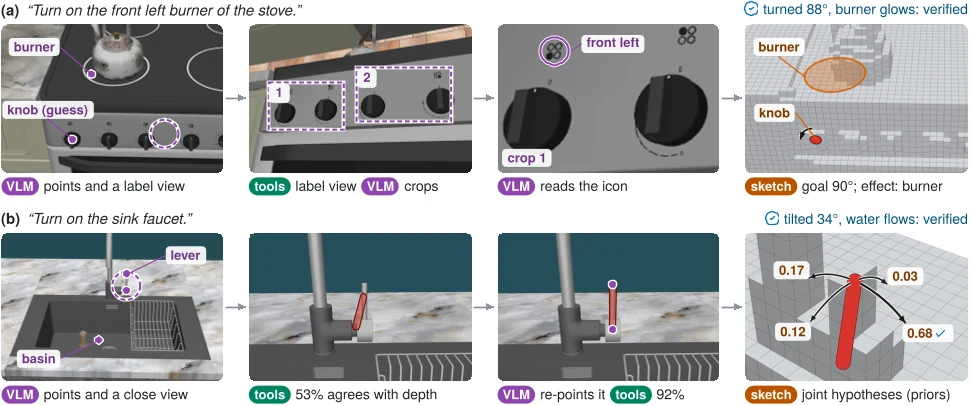 (a) “Turn on the front left burner of the stove.”
turned 88°, burner glows: verified
burner
knob (guess)
1
2
front left
crop 1
burner
knob
VLM points and a label view
tools label view VLM crops
VLM reads the icon
sketch goal 90°; effect: burner
(b) “Turn on the sink faucet.”
tilted 34°, water flows: verified
lever
basin
0.17
0.03
0.12
0.68 ✓
VLM points and a close view
tools 53% agrees with depth
VLM re-points it tools 92%
sketch joint hypotheses (priors)